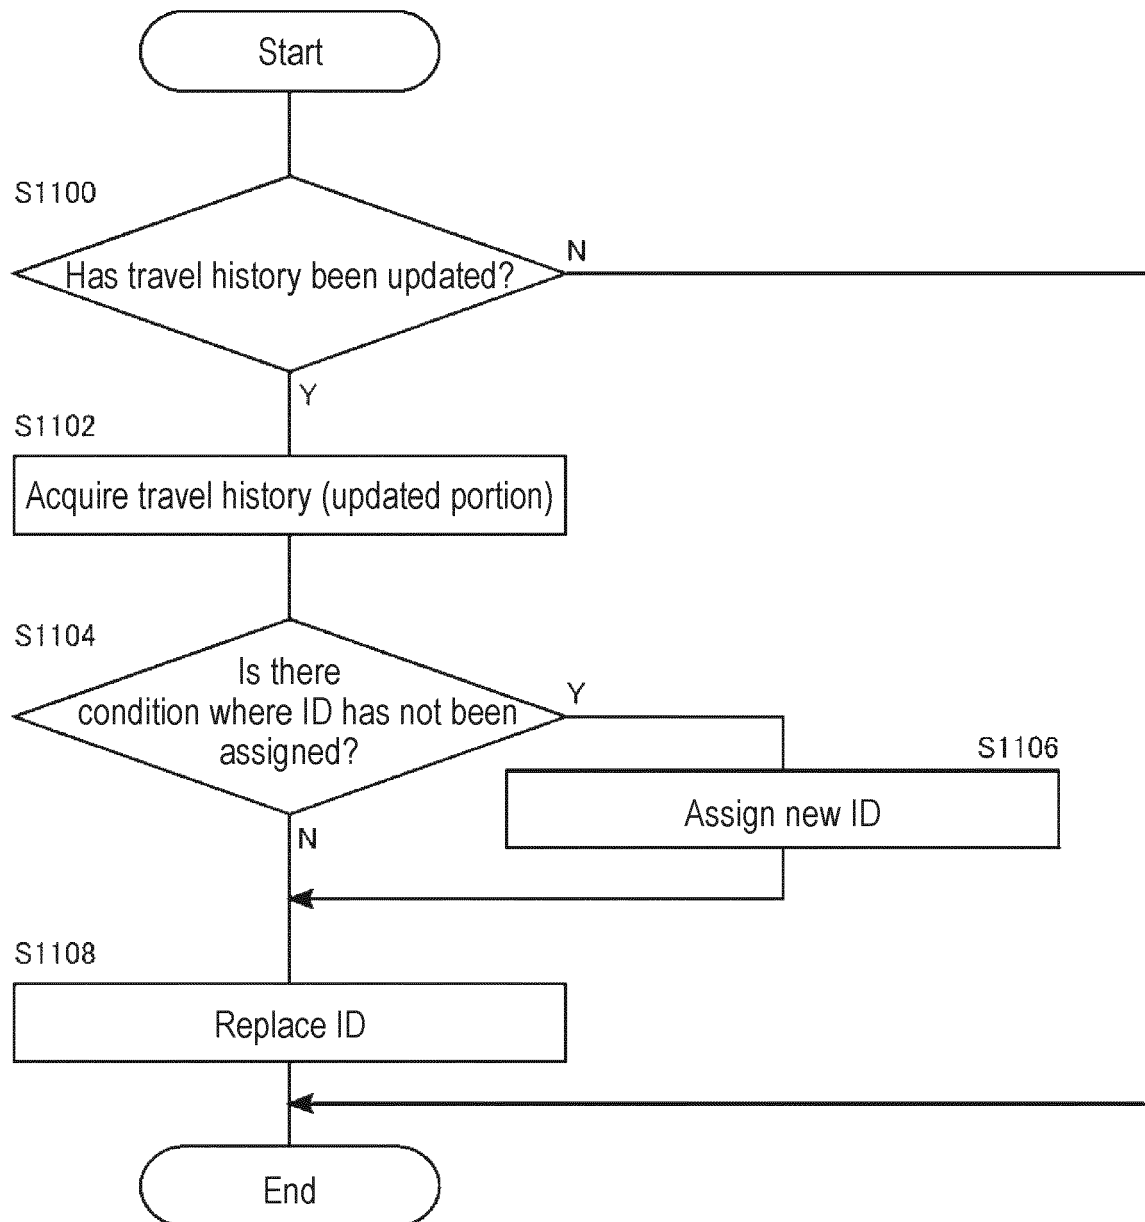 Start
S1100
Has travel history been updated?
N
Y
S1102
Acquire travel history (updated portion)
S1104
Is there
condition where ID has not been
assigned?
Y
S1106
Assign new ID
N
S1108
Replace ID
End